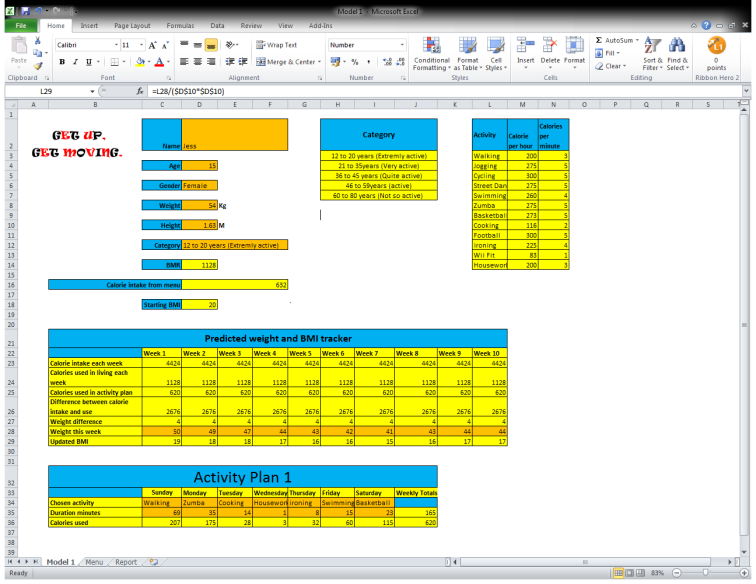 Model 1 - Microsoft Excel
File Home Insert Page Layout Formulas Data Review View Add-Ins
Paste
Calibri 11 A A
B I U
Wrap Text
Merge & Center
Number
% ,
Conditional Formatting
Format as Table
Cell Styles
Insert Delete Format
Σ AutoSum
Fill
Clear
Sort & Filter
Find & Select
0 points
Clipboard Font Alignment Number Styles Cells Editing Ribbon Hero 2
L29 fx =L28/($D$10*$D$10)
A B C D E F G H I J K L M N O P Q R S T
GET UP,
GET MOVING.
Name Jess
Age 15
Gender Female
Weight 54 Kg
Height 1.63 M
Category 12 to 20 years (Extremly active)
BMR 1128
Calorie intake from menu 632
Starting BMI 20
Category
12 to 20 years (Extremly active)
21 to 35years (Very active)
36 to 45 years (Quite active)
46 to 59years (active)
60 to 80 years (Not so active)
Activity Calorie per hour Calories per minute
Walking 200 3
Jogging 275 5
Cycling 300 5
Street Dan 275 5
Swimming 260 4
Zumba 275 5
Basketbal 273 5
Cooking 116 2
Football 300 5
Ironing 225 4
Wii Fit 83 1
Housewor 200 3
Predicted weight and BMI tracker
Week 1 Week 2 Week 3 Week 4 Week 5 Week 6 Week 7 Week 8 Week 9 Week 10
Calorie intake each week 4424 4424 4424 4424 4424 4424 4424 4424 4424 4424
Calories used in living each week 1128 1128 1128 1128 1128 1128 1128 1128 1128 1128
Calories used in activity plan 620 620 620 620 620 620 620 620 620 620
Difference between calorie intake and use 2676 2676 2676 2676 2676 2676 2676 2676 2676 2676
Weight difference 4 4 4 4 4 4 4 4 4 4
Weight this week 50 49 47 44 43 42 41 43 44 44
Updated BMI 19 18 18 17 16 16 15 16 17 17
Activity Plan 1
Sunday Monday Tuesday Wednesday Thursday Friday Saturday Weekly Totals
Chosen activity Walking Zumba Cooking Housewor Ironing Swimming Basketball
Duration minutes 69 35 14 1 8 15 23 165
Calories used 207 175 28 3 32 60 115 620
Model 1 Menu Report
Ready 83%